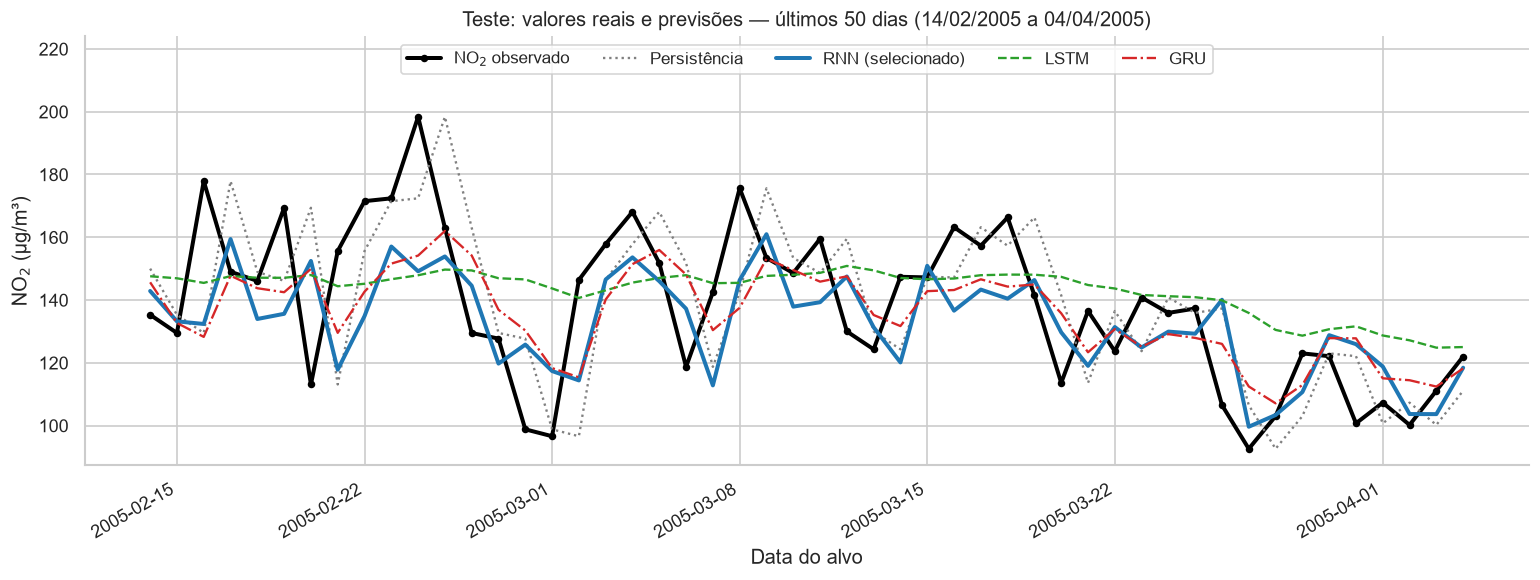 Teste: valores reais e previsões — últimos 50 dias (14/02/2005 a 04/04/2005)
NO₂ observado Persistência RNN (selecionado) LSTM GRU
NO₂ (µg/m³)
220
200
180
160
140
120
100
2005-02-15 2005-02-22 2005-03-01 2005-03-08 2005-03-15 2005-03-22 2005-04-01
Data do alvo